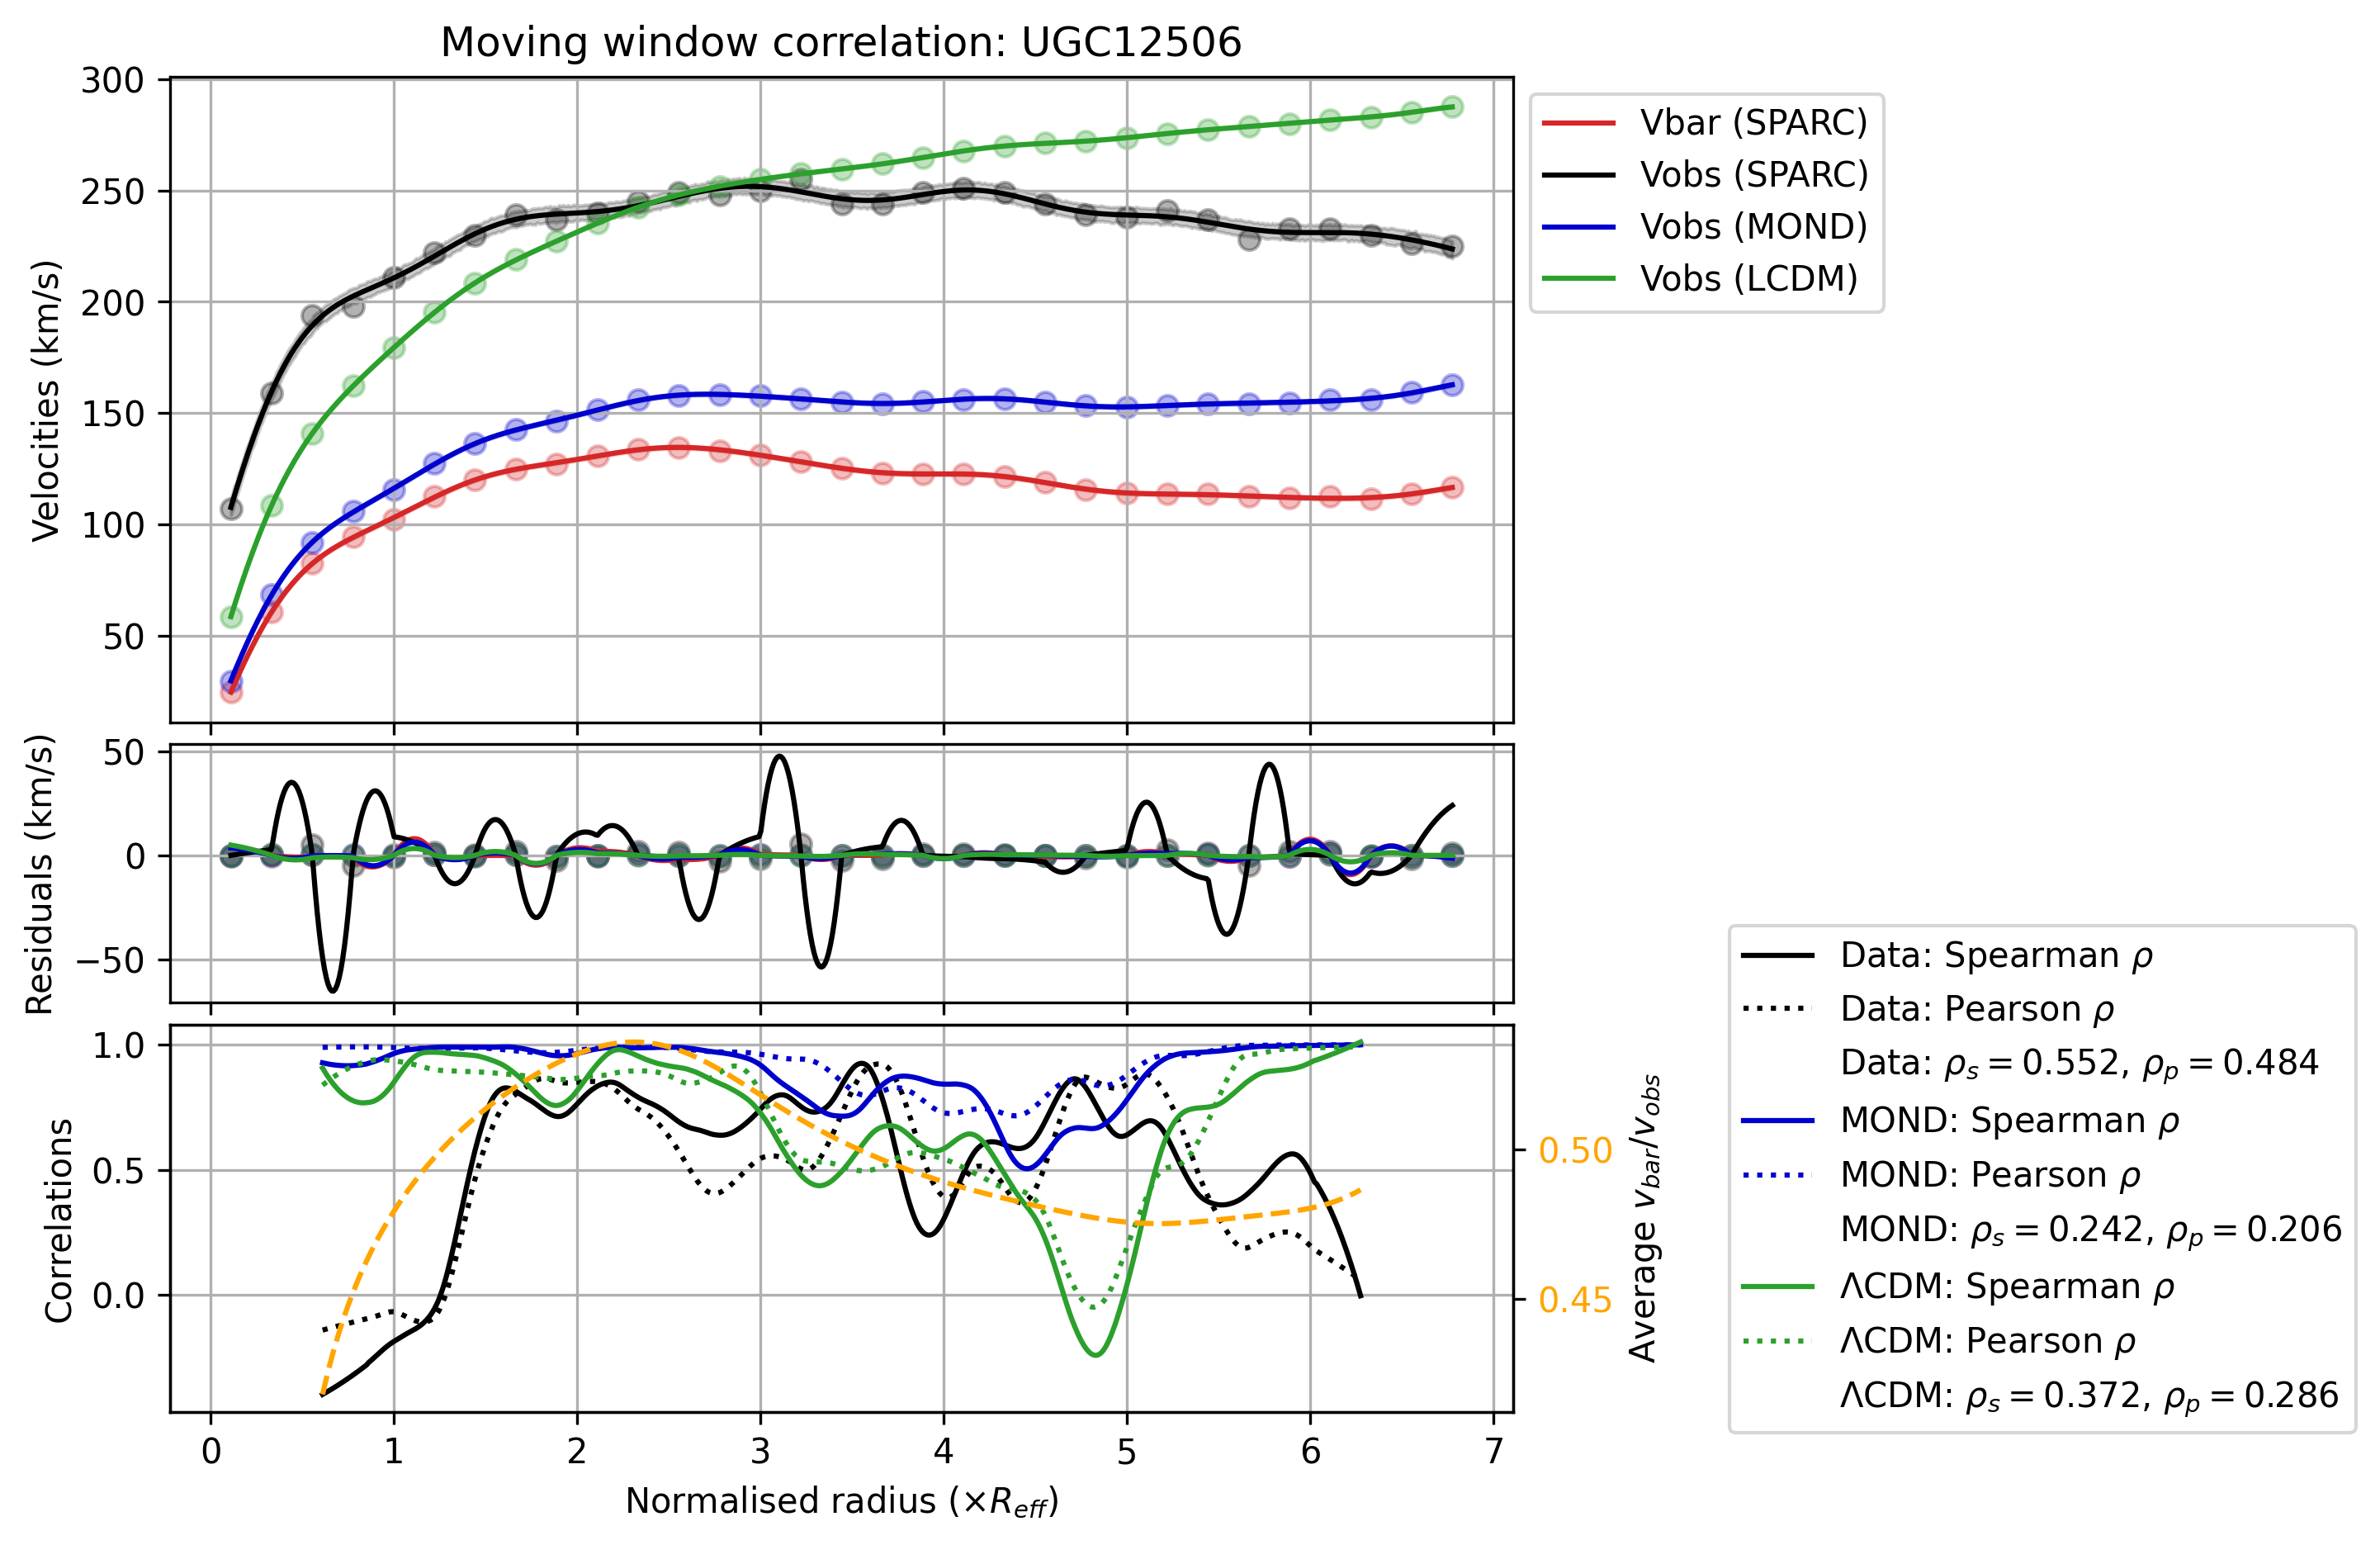 Moving window correlation: UGC12506
300
250
200
150
100
50
Velocities (km/s)
Vbar (SPARC)
Vobs (SPARC)
Vobs (MOND)
Vobs (LCDM)
50
0
−50
Residuals (km/s)
1.0
0.5
0.0
Correlations
0.50
0.45
Average v_bar/v_obs
0 1 2 3 4 5 6 7
Normalised radius (×R_eff)
Data: Spearman ρ
Data: Pearson ρ
Data: ρ_s = 0.552, ρ_p = 0.484
MOND: Spearman ρ
MOND: Pearson ρ
MOND: ρ_s = 0.242, ρ_p = 0.206
ΛCDM: Spearman ρ
ΛCDM: Pearson ρ
ΛCDM: ρ_s = 0.372, ρ_p = 0.286